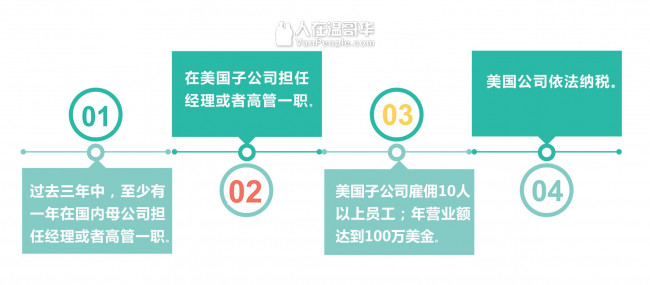 人在温哥华
VanPeople.com
01
过去三年中，至少有
一年在国内母公司担
任经理或者高管一职。
在美国子公司担任
经理或者高管一职。
02
03
美国子公司雇佣10人
以上员工；年营业额
达到100万美金。
美国公司依法纳税。
04